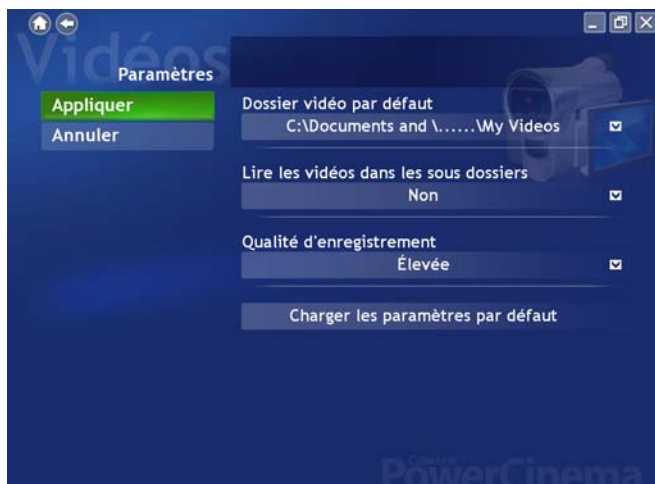 Vidéos
Paramètres
Appliquer
Annuler
Dossier vidéo par défaut
C:\Documents and \......\My Videos
Lire les vidéos dans les sous dossiers
Non
Qualité d'enregistrement
Élevée
Charger les paramètres par défaut
CyberLink
PowerCinema